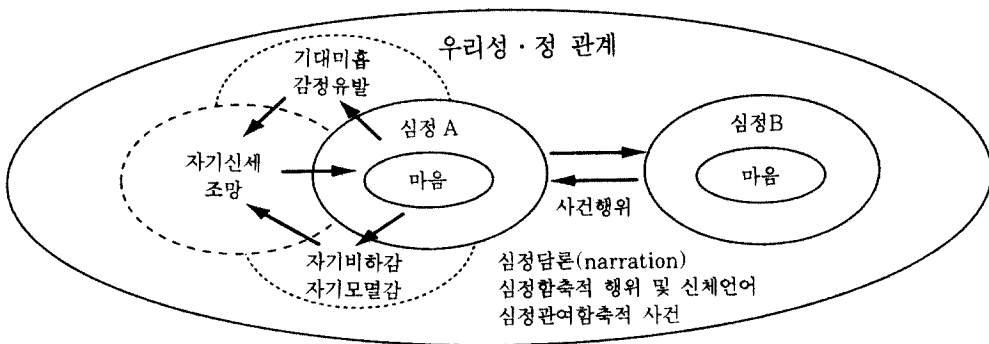 우리성·정 관계
기대미흡
감정유발
심정 A
심정B
자기신세
조망
마음
마음
사건행위
자기비하감
자기모멸감
심정담론(narration)
심정함축적 행위 및 신체언어
심정관여함축적 사건